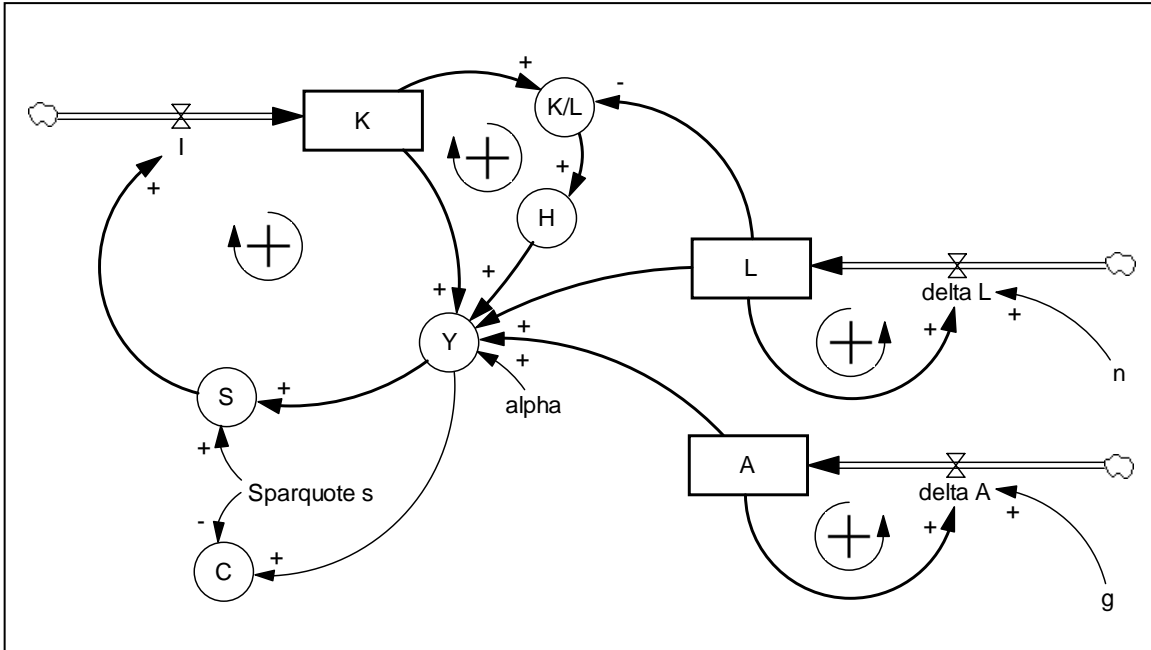 +
-
K/L
K
I
+
+
+
H
+
+
L
delta L
+
+
+
+
+
Y
+
n
+
alpha
S
+
+
A
Sparquote s
delta A
-
+
+
+
+
C
g